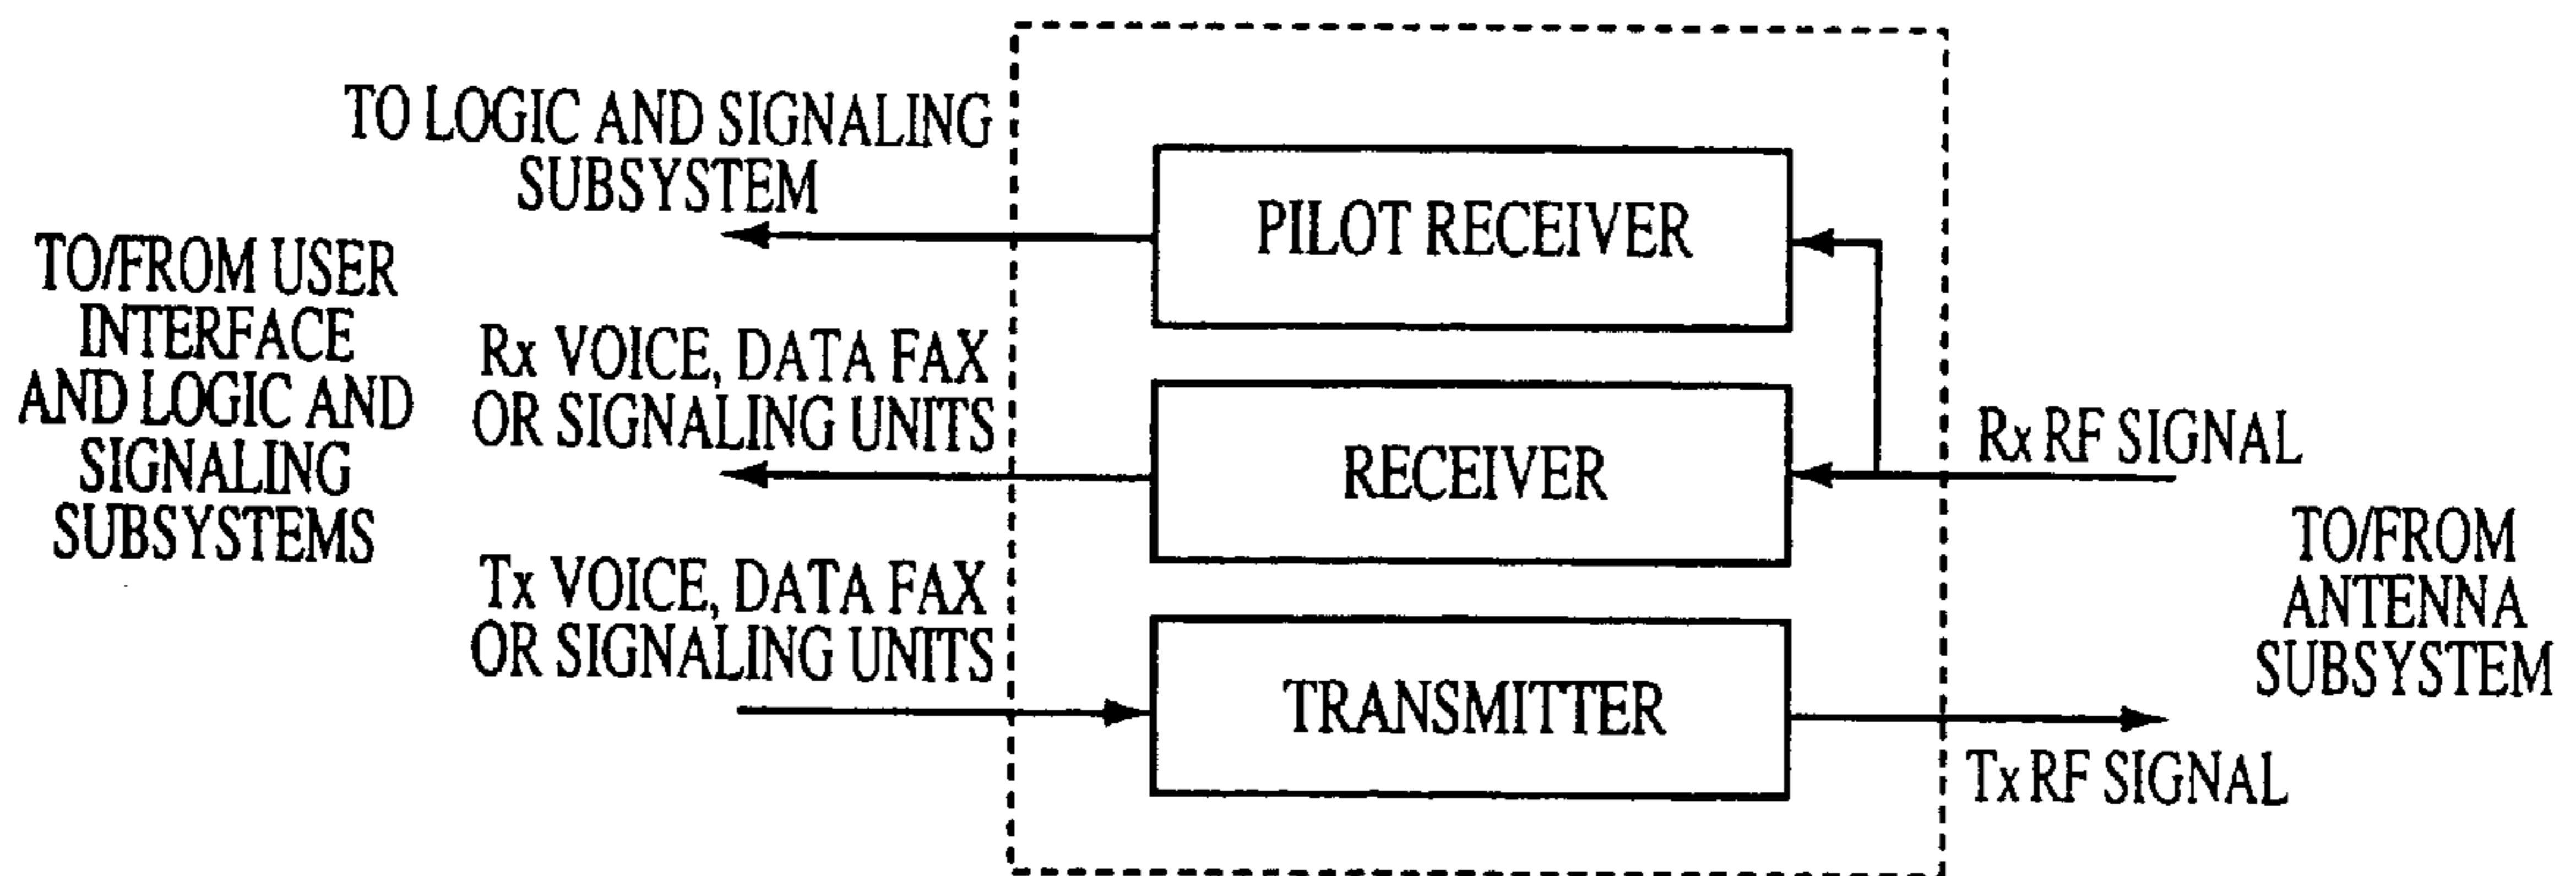 TO LOGIC AND SIGNALING
SUBSYSTEM
TO/FROM USER
INTERFACE
AND LOGIC AND
SIGNALING
SUBSYSTEMS
Rx VOICE, DATA FAX
OR SIGNALING UNITS
Tx VOICE, DATA FAX
OR SIGNALING UNITS
PILOT RECEIVER
RECEIVER
TRANSMITTER
Rx RF SIGNAL
TO/FROM
ANTENNA
SUBSYSTEM
Tx RF SIGNAL